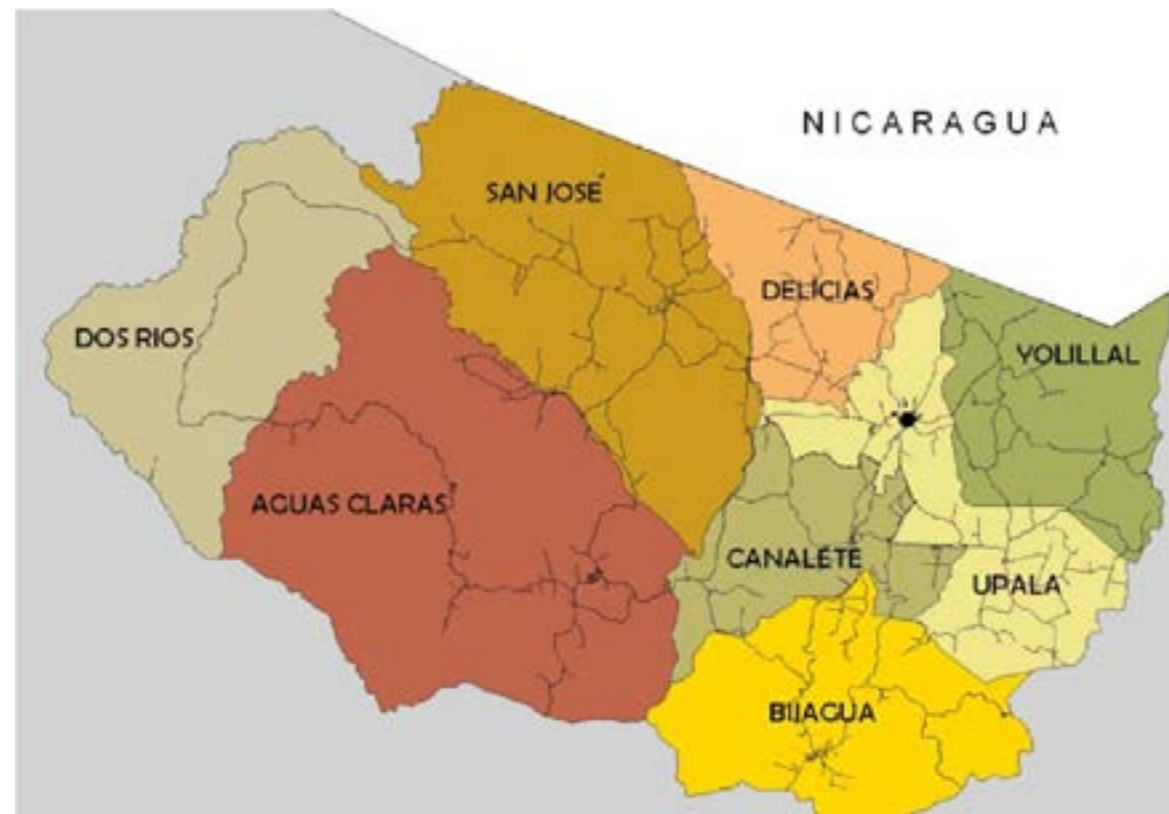 NICARAGUA
SAN JOSÉ
DELICIAS
DOS RIOS
YOLILLAL
AGUAS CLARAS
CANALETE
UPALA
BIJAGUA